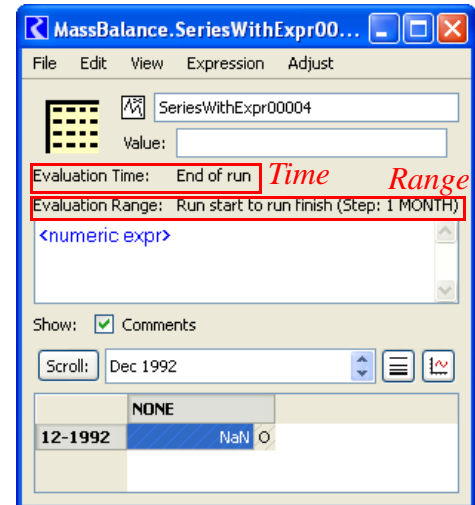 MassBalance.SeriesWithExpr00...
File Edit View Expression Adjust
SeriesWithExpr00004
Value:
Evaluation Time: End of run Time Range
Evaluation Range: Run start to run finish (Step: 1 MONTH)
<numeric expr>
Show: Comments
Scroll: Dec 1992
NONE
12-1992 NaN O